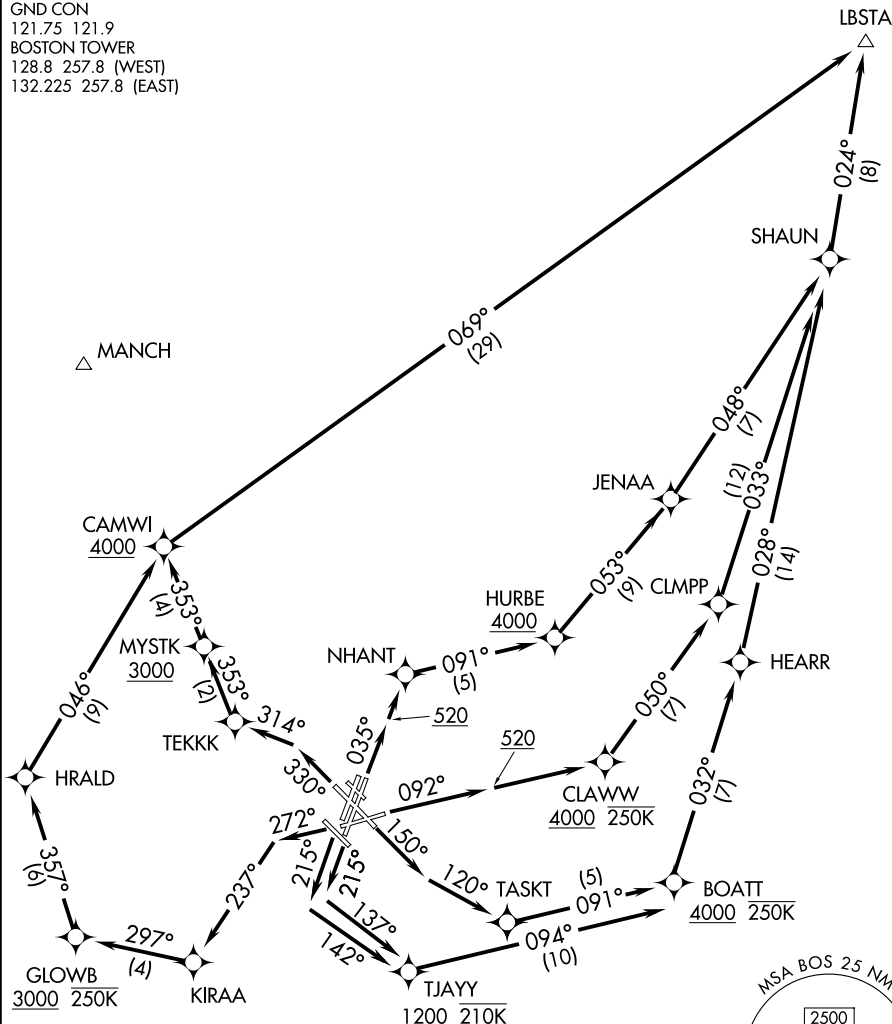 GND CON
121.75 121.9
BOSTON TOWER
128.8 257.8 (WEST)
132.225 257.8 (EAST)
LBSTA
024°
(8)
SHAUN
069°
(29)
MANCH
048°
(7)
(12)
033°
JENAA
028°
(14)
CAMWI
4000
353°
(4)
053°
(9)
CLMPP
HURBE
4000
MYSTK
3000
353°
(2)
NHANT
091°
(5)
HEARR
046°
(9)
050°
(7)
520
314°
TEKKK
035°
520
HRALD
330°
092°
CLAWW
4000 250K
032°
(7)
272°
150°
357°
(6)
215°
215°
237°
120°
TASKT
(5)
091°
BOATT
4000 250K
137°
142°
094°
(10)
297°
(4)
GLOWB
3000 250K
KIRAA
TJAYY
1200 210K
MSA BOS 25 NM
2500